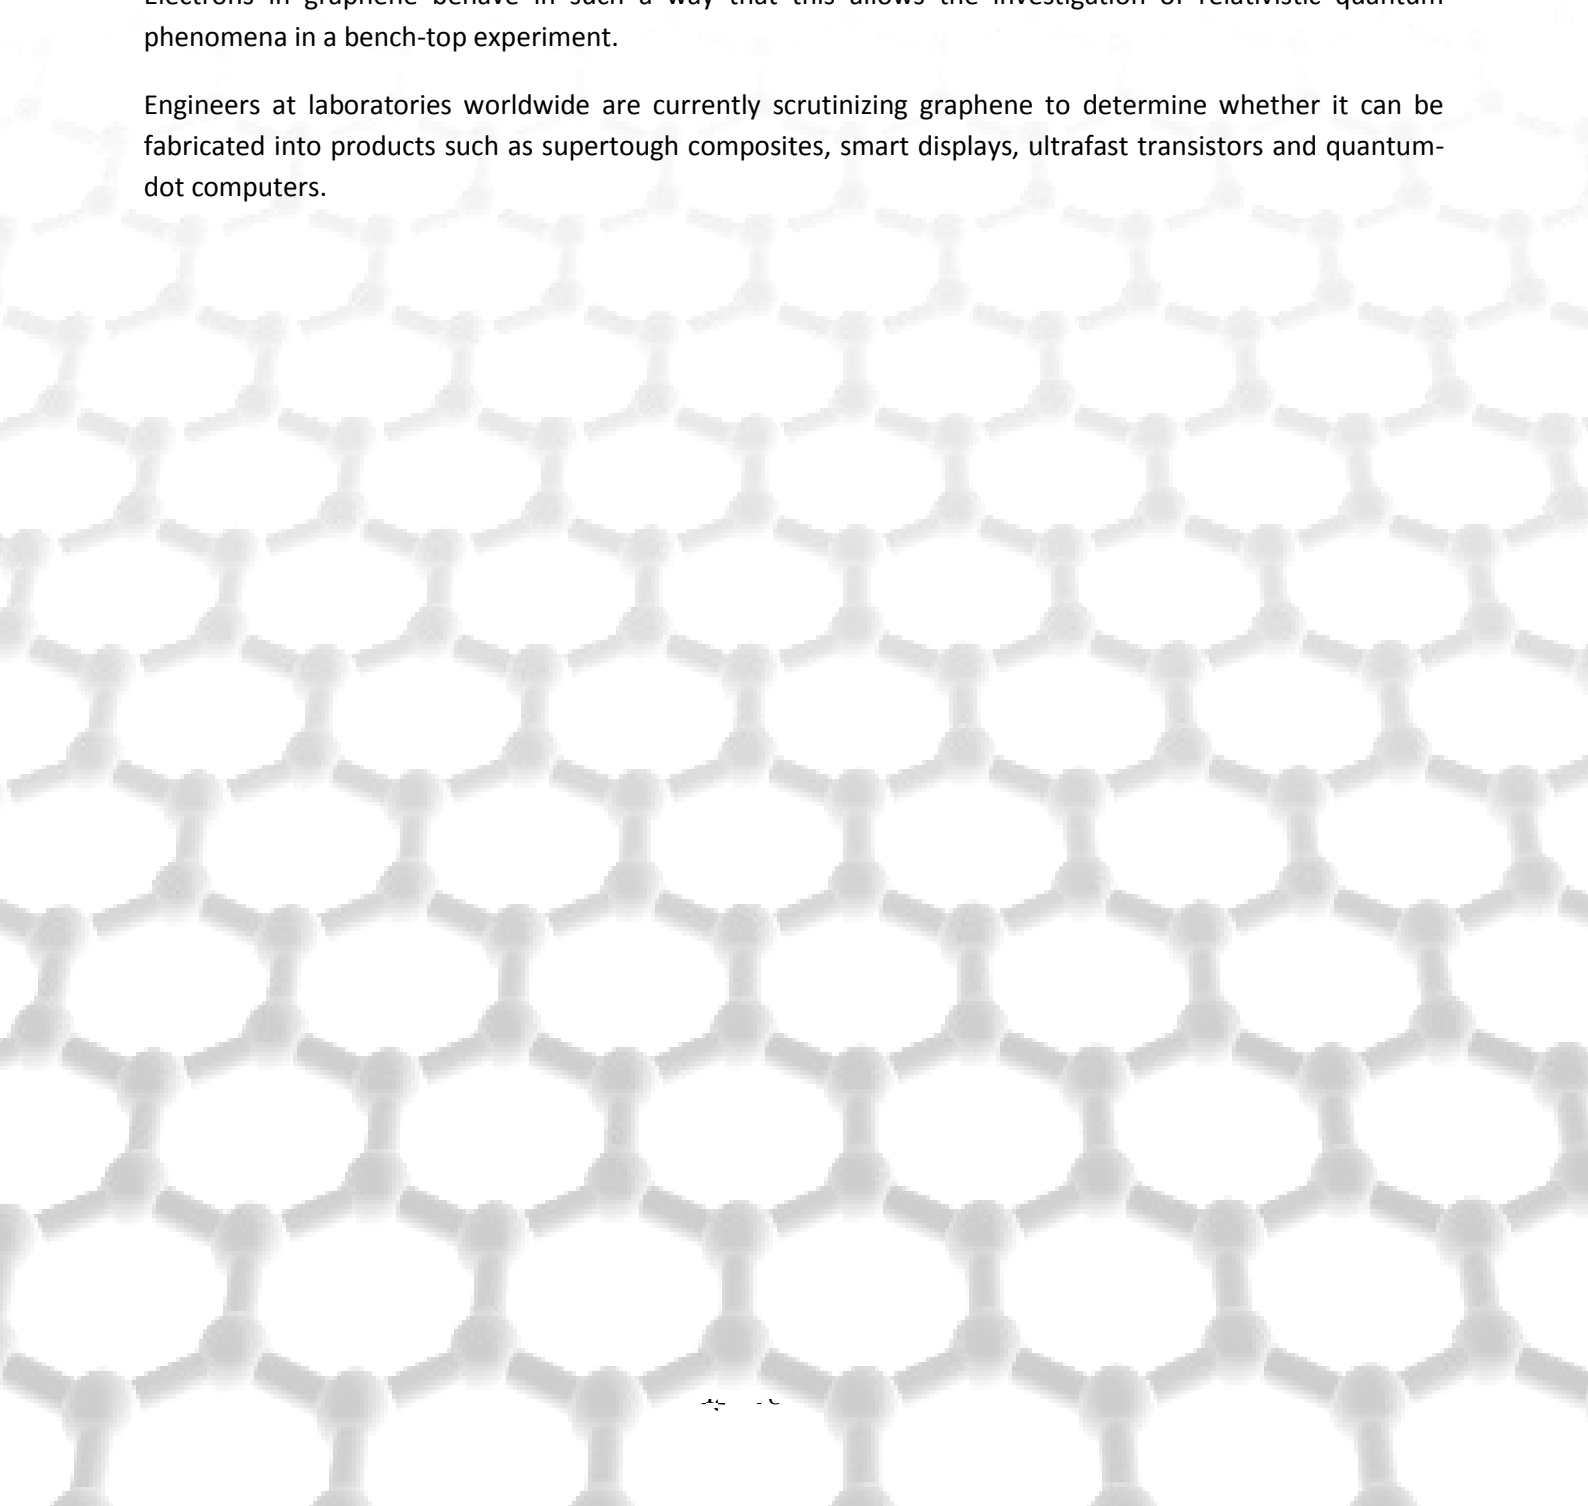 Electrons in graphene behave in such a way that this allows the investigation of relativistic quantum
phenomena in a bench-top experiment.
Engineers at laboratories worldwide are currently scrutinizing graphene to determine whether it can be
fabricated into products such as supertough composites, smart displays, ultrafast transistors and quantum-
dot computers.